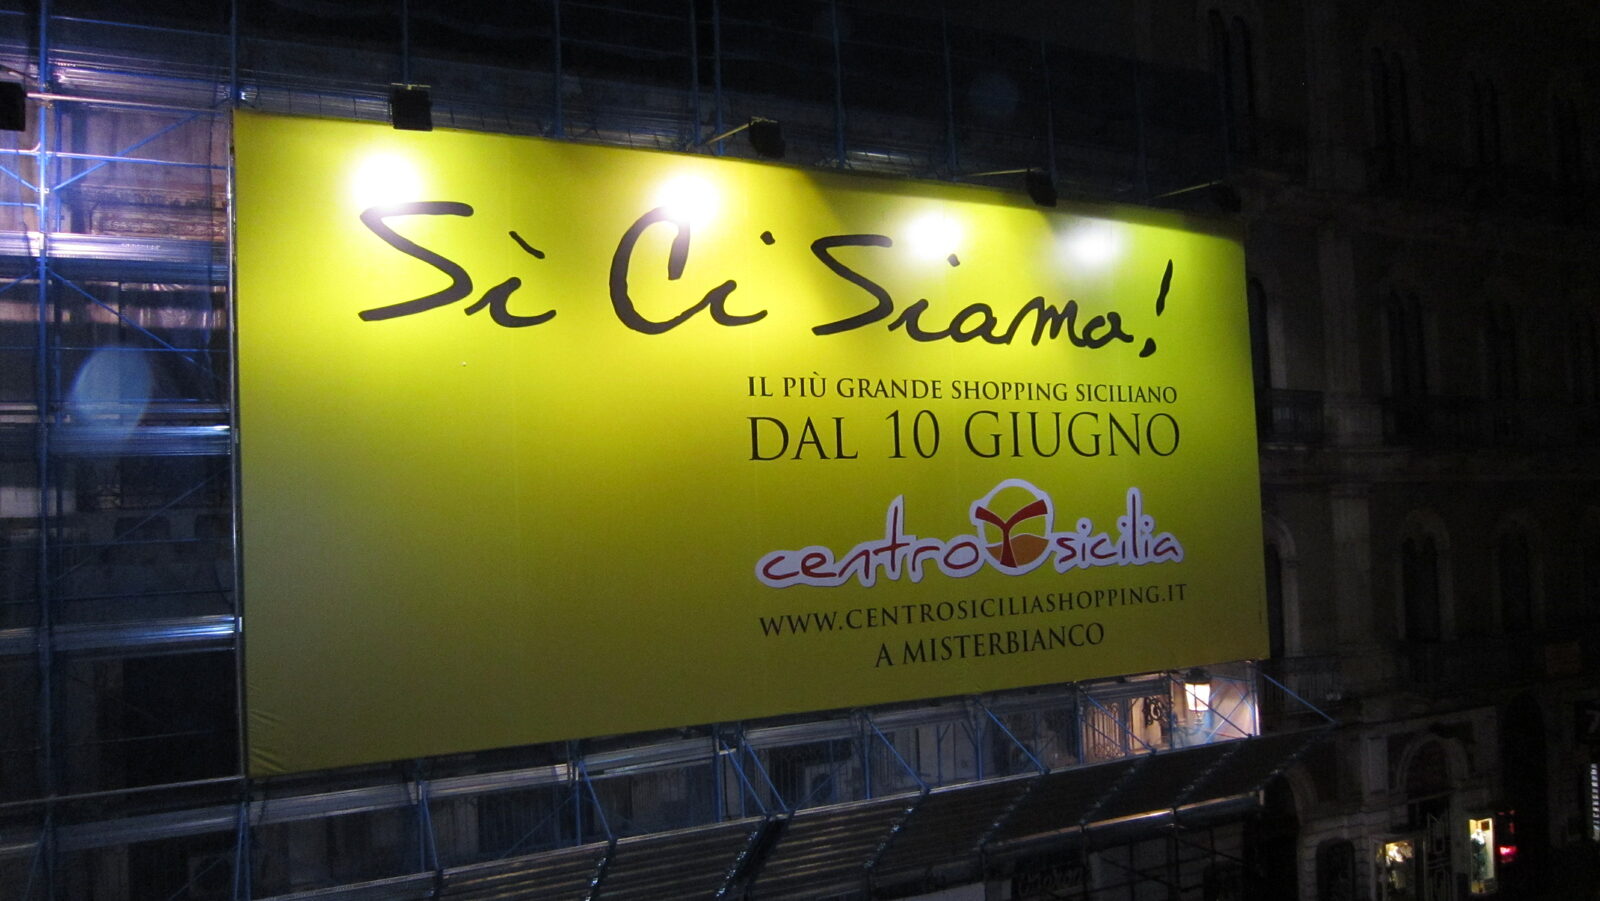 Sì Ci Siamo!
IL PIÙ GRANDE SHOPPING SICILIANO
DAL 10 GIUGNO
centro sicilia
WWW.CENTROSICILIASHOPPING.IT
A MISTERBIANCO